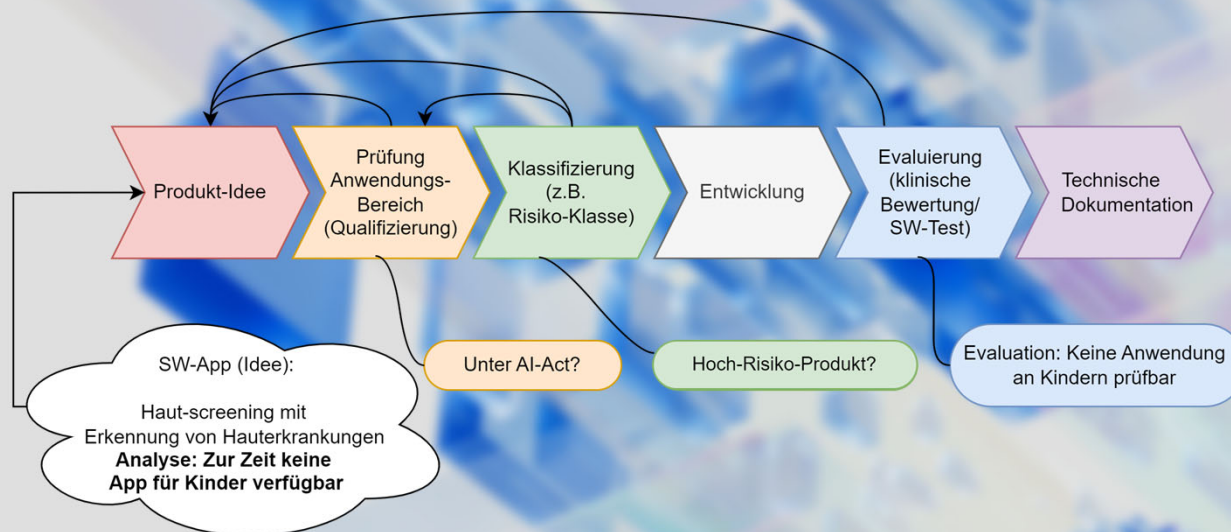 Produkt-Idee
Prüfung
Anwendungs-
Bereich
(Qualifizierung)
Klassifizierung
(z.B.
Risiko-Klasse)
Entwicklung
Evaluierung
(klinische
Bewertung/
SW-Test)
Technische
Dokumentation
SW-App (Idee):
Haut-screening mit
Erkennung von Hauterkrankungen
Analyse: Zur Zeit keine
App für Kinder verfügbar
Unter AI-Act?
Hoch-Risiko-Produkt?
Evaluation: Keine Anwendung
an Kindern prüfbar